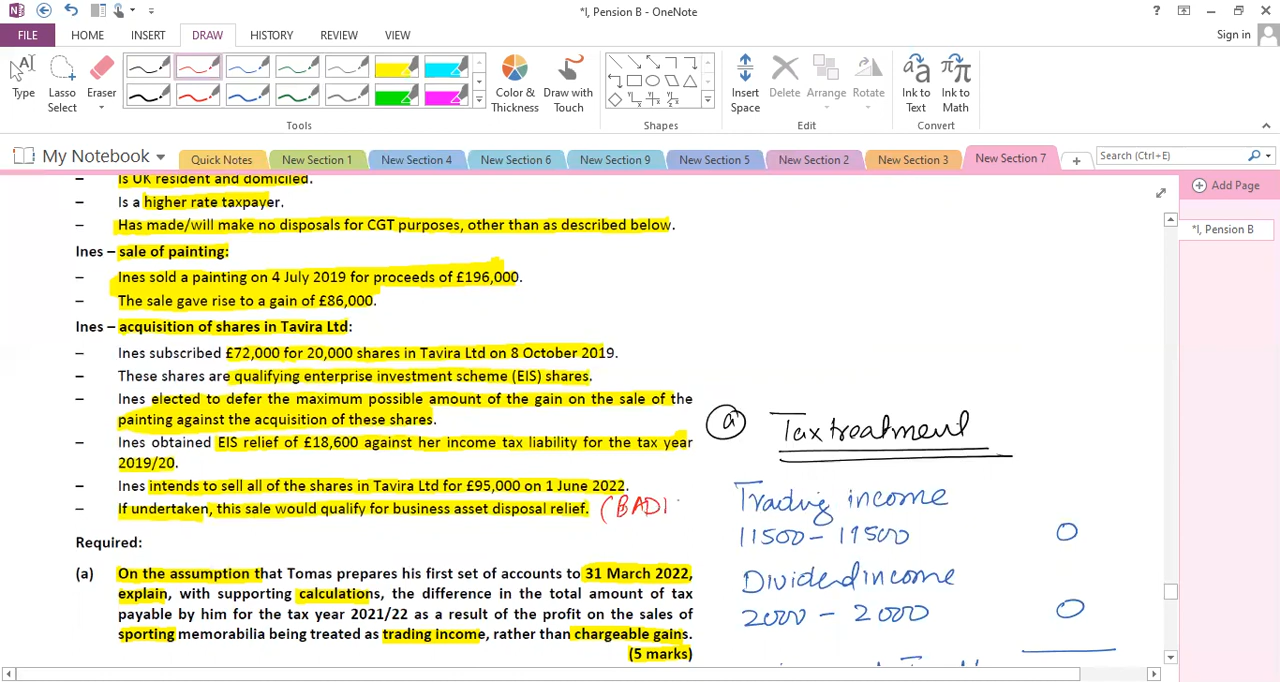 *I, Pension B - OneNote
?
FILE HOME INSERT DRAW HISTORY REVIEW VIEW
Sign in
Type
Lasso Select
Eraser
Color & Thickness
Draw with Touch
Insert Space
Delete
Arrange
Rotate
Ink to Text
Ink to Math
Tools
Shapes
Edit
Convert
My Notebook
Quick Notes
New Section 1
New Section 4
New Section 6
New Section 9
New Section 5
New Section 2
New Section 3
New Section 7
Search (Ctrl+E)
Add Page
*I, Pension B
– Is UK resident and domiciled.
– Is a higher rate taxpayer.
– Has made/will make no disposals for CGT purposes, other than as described below.
Ines – sale of painting:
– Ines sold a painting on 4 July 2019 for proceeds of £196,000.
– The sale gave rise to a gain of £86,000.
Ines – acquisition of shares in Tavira Ltd:
– Ines subscribed £72,000 for 20,000 shares in Tavira Ltd on 8 October 2019.
– These shares are qualifying enterprise investment scheme (EIS) shares.
– Ines elected to defer the maximum possible amount of the gain on the sale of the
painting against the acquisition of these shares.
– Ines obtained EIS relief of £18,600 against her income tax liability for the tax year
2019/20.
– Ines intends to sell all of the shares in Tavira Ltd for £95,000 on 1 June 2022.
– If undertaken, this sale would qualify for business asset disposal relief. (BAD
Required:
(a) On the assumption that Tomas prepares his first set of accounts to 31 March 2022,
explain, with supporting calculations, the difference in the total amount of tax
payable by him for the tax year 2021/22 as a result of the profit on the sales of
sporting memorabilia being treated as trading income, rather than chargeable gains.
(5 marks)
(a) Tax treatment
Trading income
11500 – 19500 0
Dividend income
2000 – 2000 0